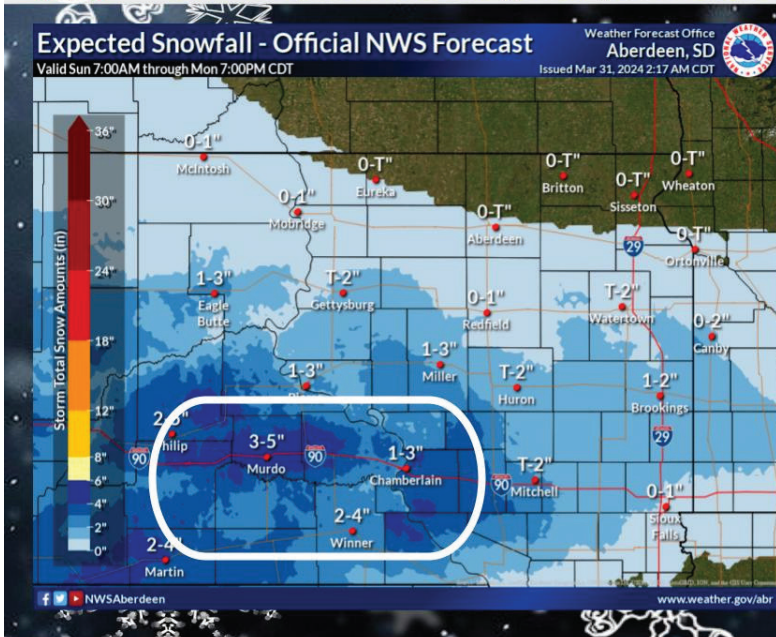 Expected Snowfall - Official NWS Forecast
Valid Sun 7:00AM through Mon 7:00PM CDT
Weather Forecast Office
Aberdeen, SD
Issued Mar 31, 2024 2:17 AM CDT
NATIONAL WEATHER SERVICE
Storm Total Snow Amounts (in)
36"
30"
24"
18"
12"
8"
6"
4"
2"
0"
0-1"
McIntosh
0-T"
Eureka
0-T"
Britton
0-T"
Sisseton
0-T"
Wheaton
0-1"
Mobridge
0-T"
Aberdeen
29
0-T"
Ortonville
1-3"
Eagle
Butte
T-2"
Gettysburg
0-1"
Redfield
T-2"
Watertown
0-2"
Canby
1-3"
1-3"
Miller
T-2"
Huron
1-2"
Brookings
29
90
3-5"
Murdo
90
1-3"
Chamberlain
90
T-2"
Mitchell
0-1"
Sioux
Falls
2-4"
Winner
2-4"
Martin
NWSAberdeen
www.weather.gov/abr